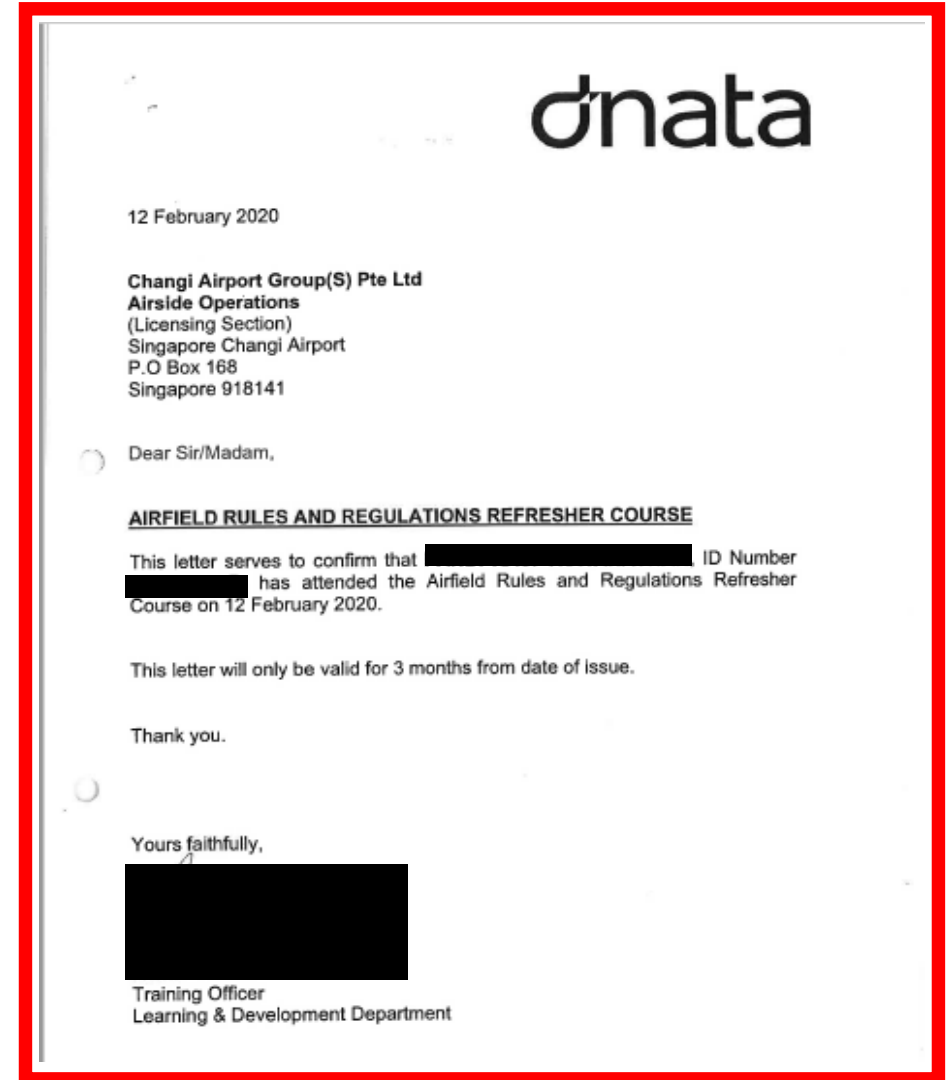 dnata
12 February 2020
Changi Airport Group(S) Pte Ltd
Airside Operations
(Licensing Section)
Singapore Changi Airport
P.O Box 168
Singapore 918141
Dear Sir/Madam,
AIRFIELD RULES AND REGULATIONS REFRESHER COURSE
This letter serves to confirm that , ID Number
has attended the Airfield Rules and Regulations Refresher
Course on 12 February 2020.
This letter will only be valid for 3 months from date of issue.
Thank you.
Yours faithfully,
Training Officer
Learning & Development Department